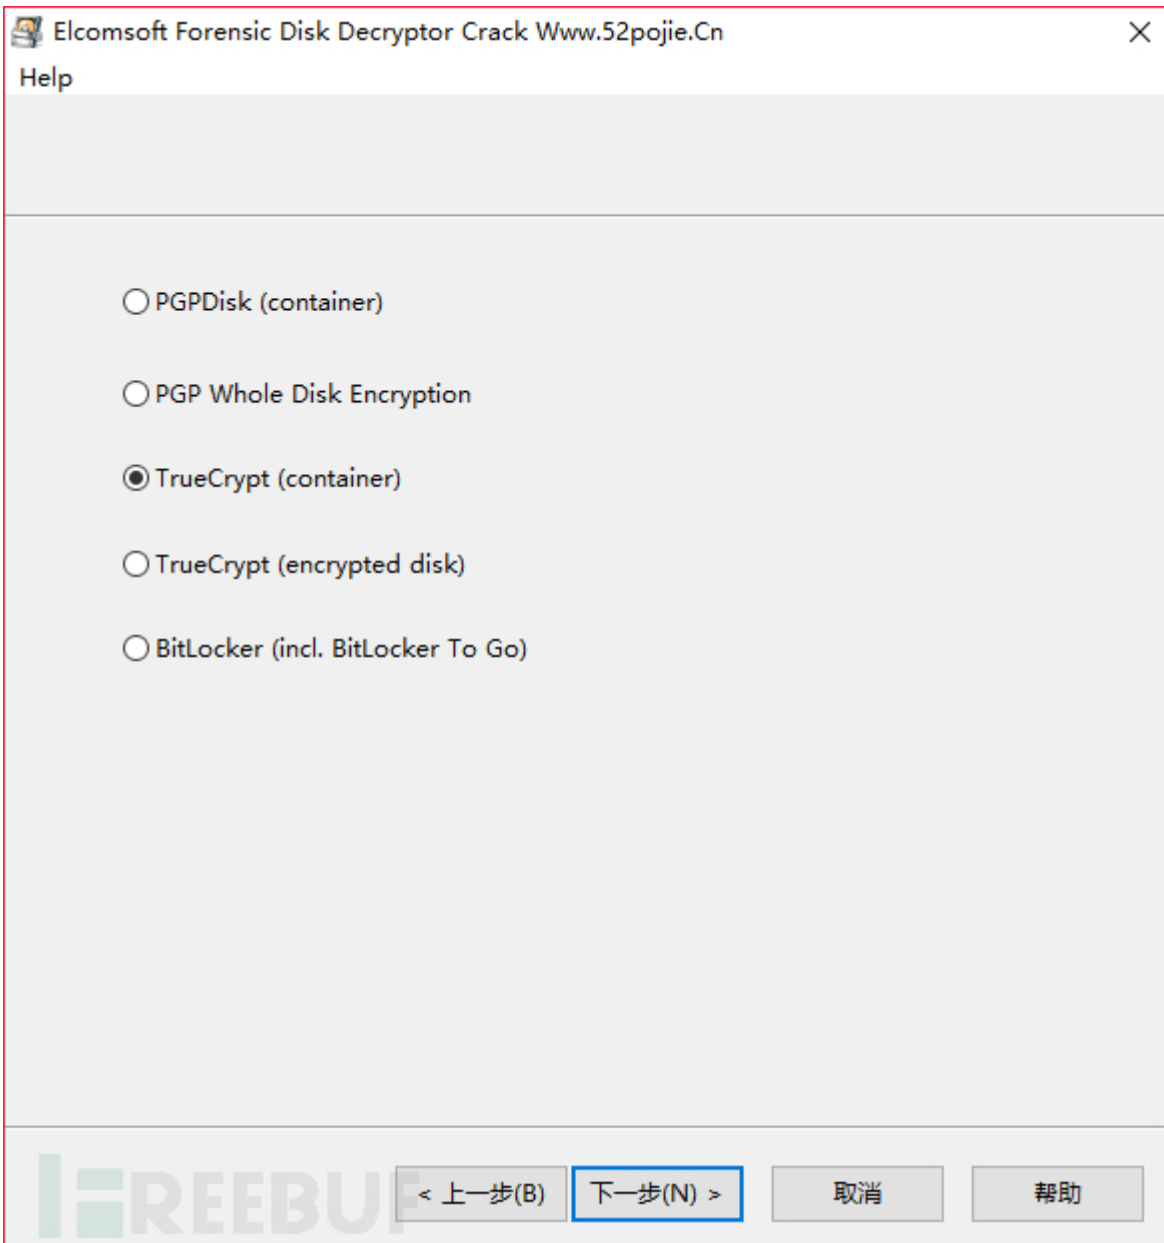 Elcomsoft Forensic Disk Decryptor Crack Www.52pojie.Cn
Help
PGPDisk (container)
PGP Whole Disk Encryption
TrueCrypt (container)
TrueCrypt (encrypted disk)
BitLocker (incl. BitLocker To Go)
REEBUF < 上一步(B) 下一步(N) > 取消 帮助